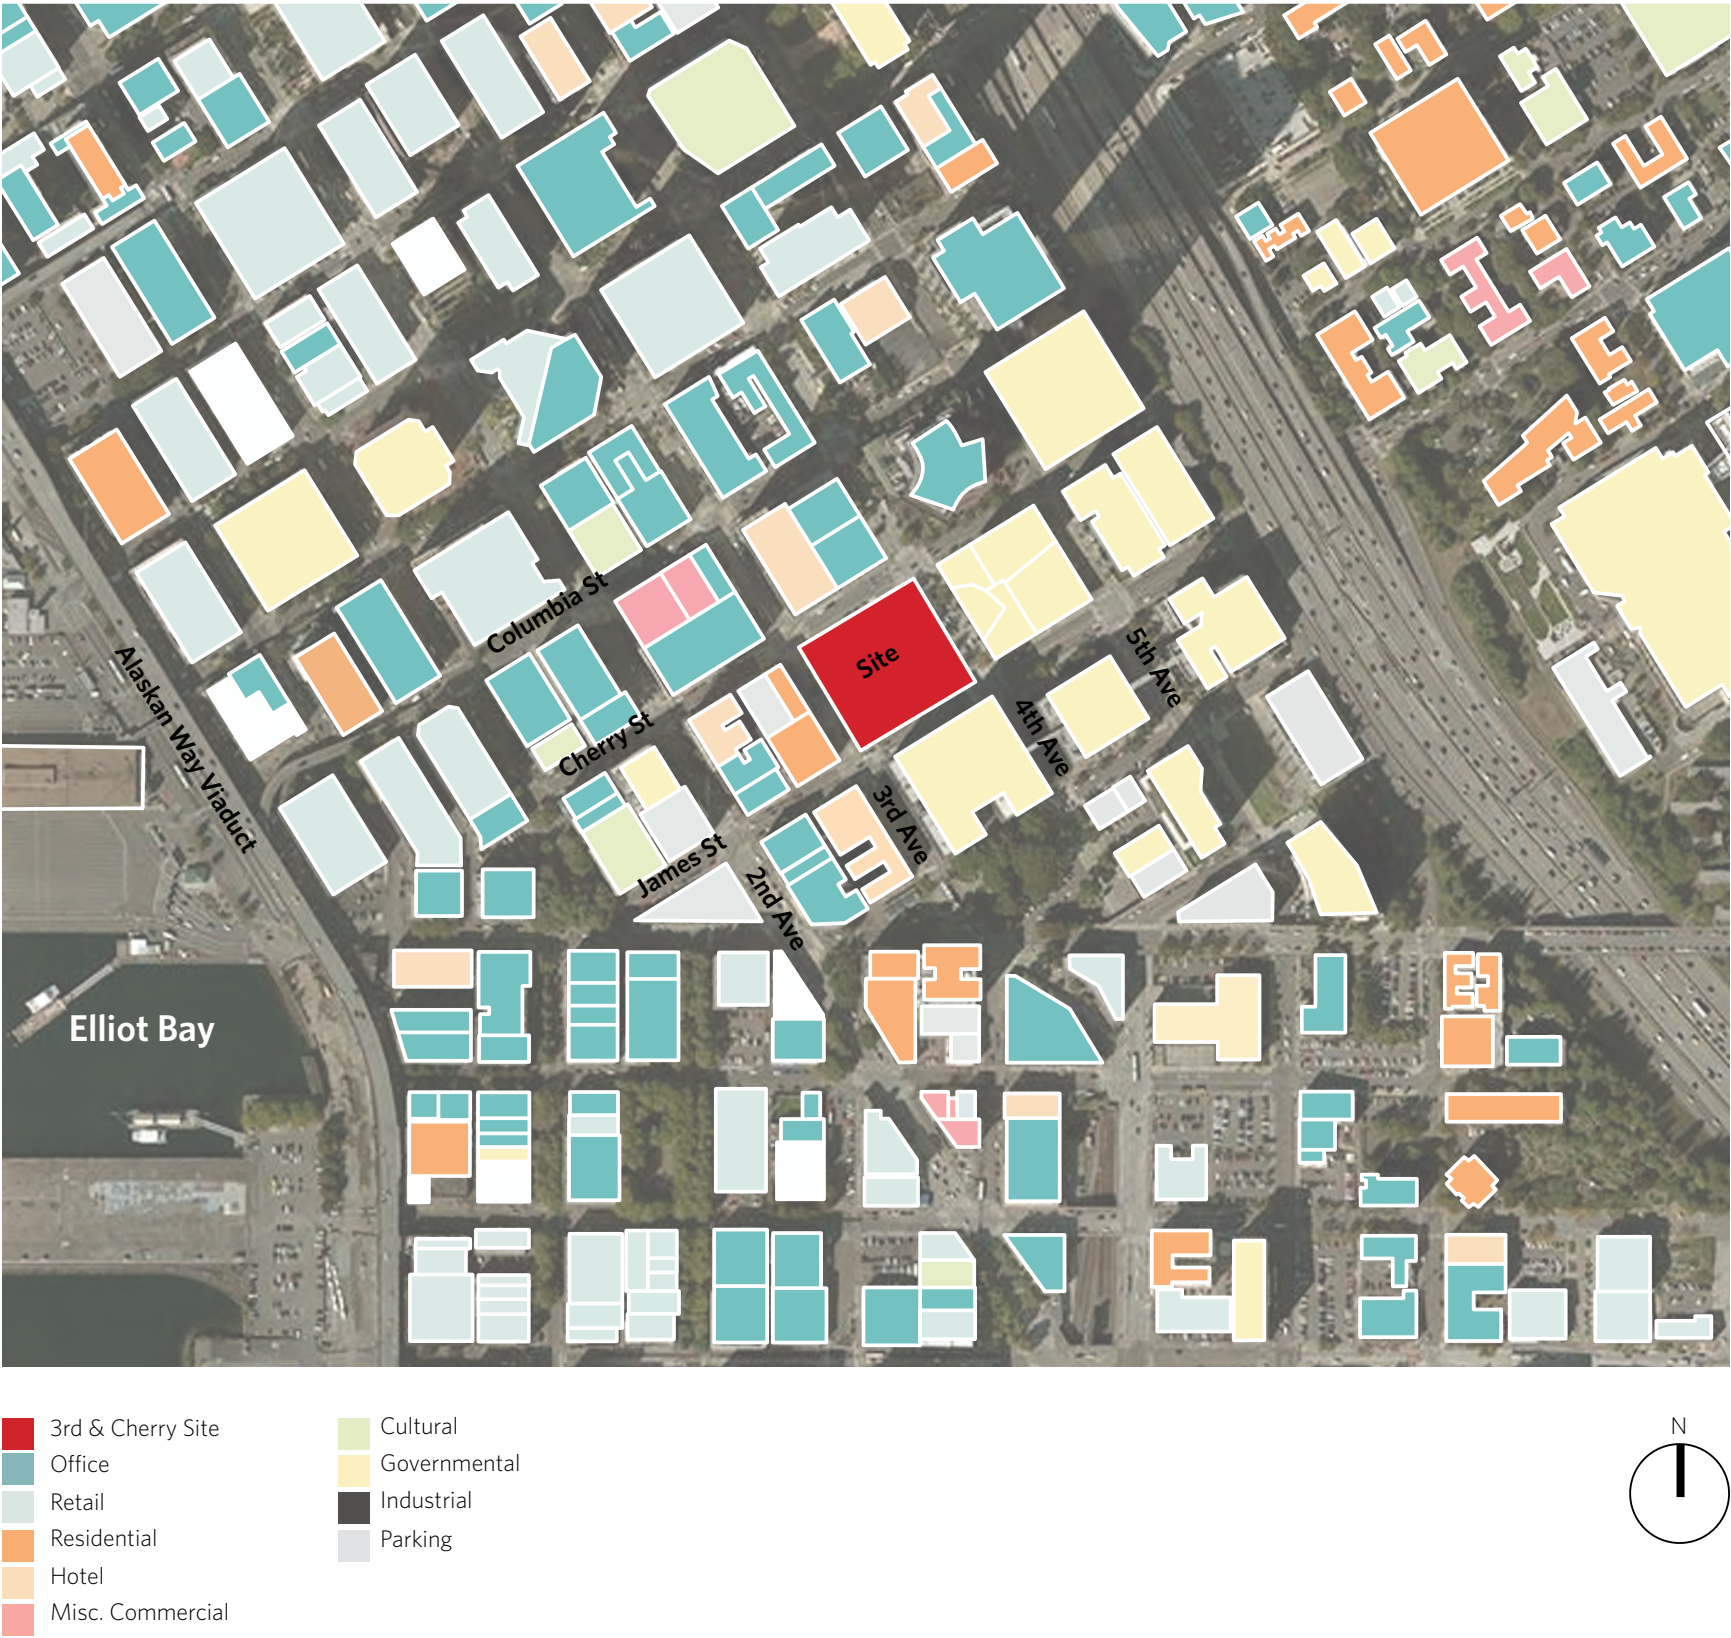 Columbia St
Site
5th Ave
Alaskan Way Viaduct
Cherry St
4th Ave
3rd Ave
James St
2nd Ave
Elliot Bay
3rd & Cherry Site
Office
Retail
Residential
Hotel
Misc. Commercial
Cultural
Governmental
Industrial
Parking
N